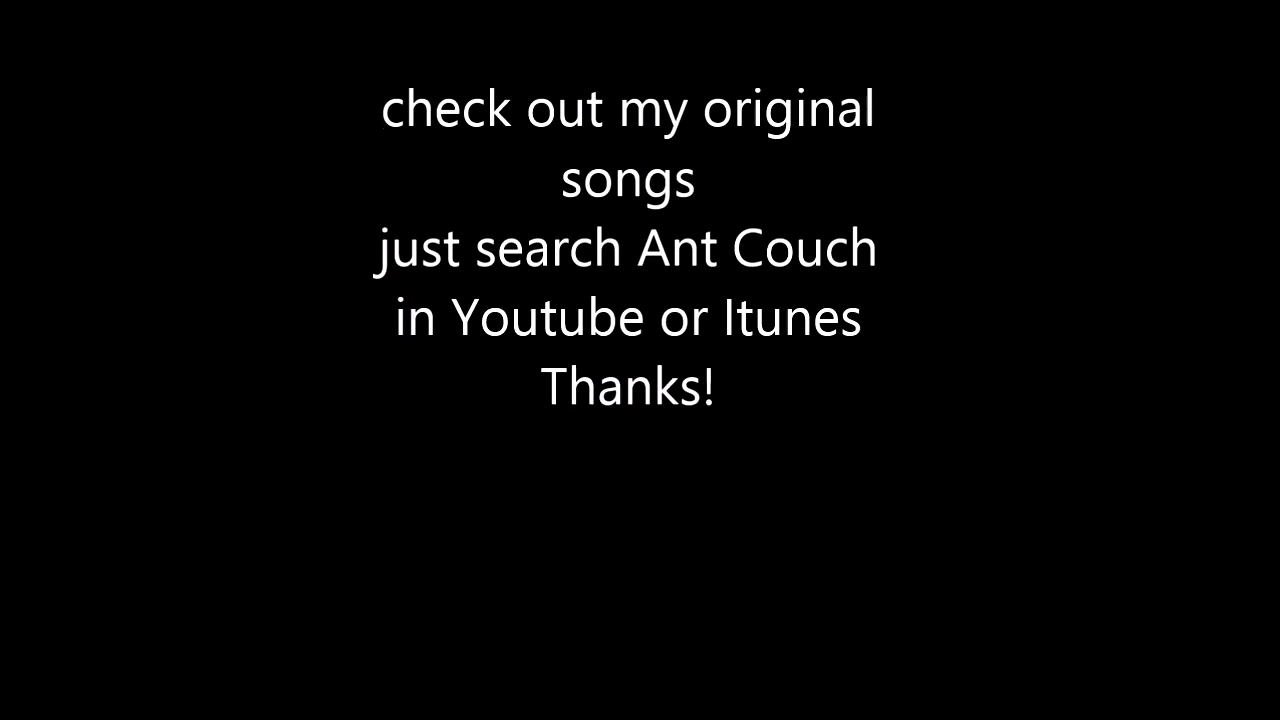 check out my original
songs
just search Ant Couch
in Youtube or Itunes
Thanks!